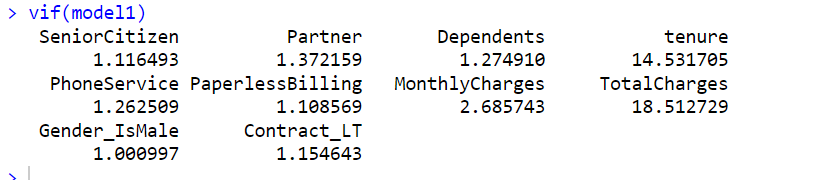 > vif(model1)
SeniorCitizen Partner Dependents tenure
1.116493 1.372159 1.274910 14.531705
PhoneService PaperlessBilling MonthlyCharges TotalCharges
1.262509 1.108569 2.685743 18.512729
Gender_IsMale Contract_LT
1.000997 1.154643
>